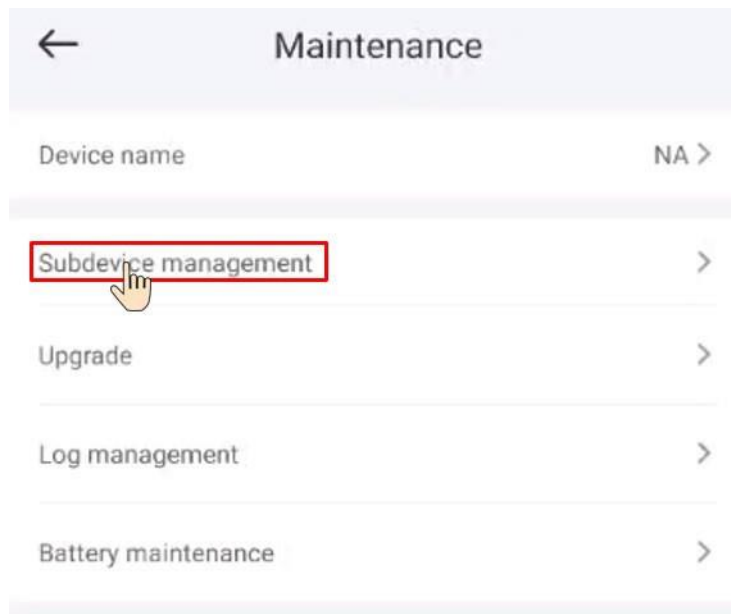 Maintenance
Device name NA
Subdevice management
Upgrade
Log management
Battery maintenance